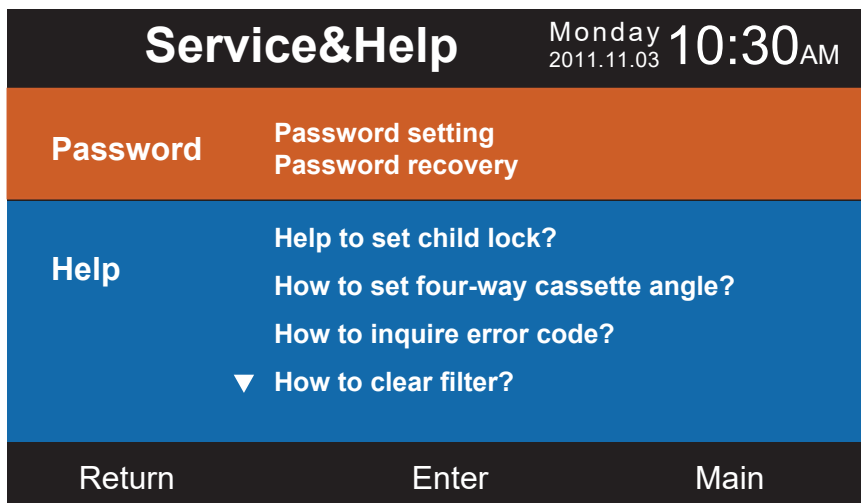 Service&Help
Monday
2011.11.03 10:30AM
Password
Password setting
Password recovery
Help
Help to set child lock?
How to set four-way cassette angle?
How to inquire error code?
▼ How to clear filter?
Return Enter Main